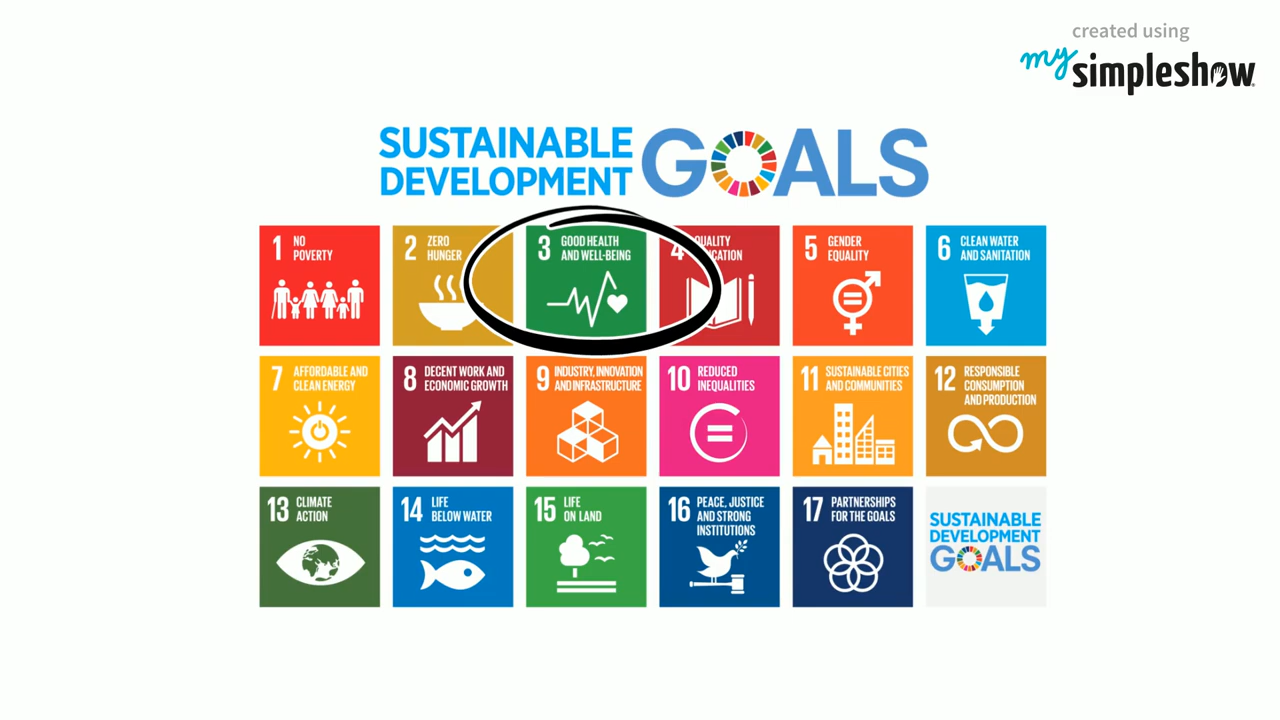 created using
my simpleshow
SUSTAINABLE
DEVELOPMENT
GOALS
1 NO
POVERTY
2 ZERO
HUNGER
3 GOOD HEALTH
AND WELL-BEING
4 QUALITY
5 GENDER
EQUALITY
6 CLEAN WATER
AND SANITATION
7 AFFORDABLE AND
CLEAN ENERGY
8 DECENT WORK AND
ECONOMIC GROWTH
9 INDUSTRY, INNOVATION
AND INFRASTRUCTURE
10 REDUCED
INEQUALITIES
11 SUSTAINABLE CITIES
AND COMMUNITIES
12 RESPONSIBLE
CONSUMPTION
AND PRODUCTION
13 CLIMATE
ACTION
14 LIFE
BELOW WATER
15 LIFE
ON LAND
16 PEACE, JUSTICE
AND STRONG
INSTITUTIONS
17 PARTNERSHIPS
FOR THE GOALS
SUSTAINABLE
DEVELOPMENT
GOALS